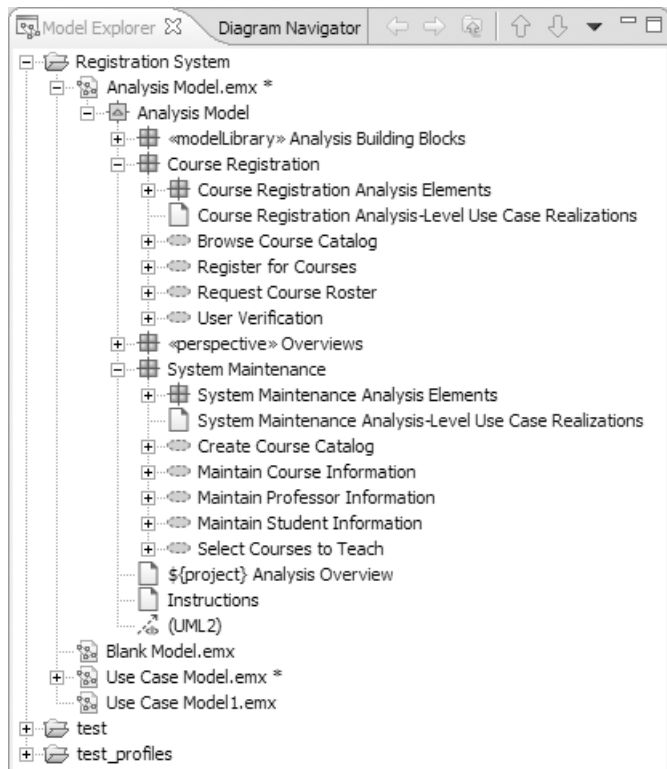 Model Explorer Diagram Navigator
Registration System
Analysis Model.emx *
Analysis Model
«modelLibrary» Analysis Building Blocks
Course Registration
Course Registration Analysis Elements
Course Registration Analysis-Level Use Case Realizations
Browse Course Catalog
Register for Courses
Request Course Roster
User Verification
«perspective» Overviews
System Maintenance
System Maintenance Analysis Elements
System Maintenance Analysis-Level Use Case Realizations
Create Course Catalog
Maintain Course Information
Maintain Professor Information
Maintain Student Information
Select Courses to Teach
${project} Analysis Overview
Instructions
(UML2)
Blank Model.emx
Use Case Model.emx *
Use Case Model1.emx
test
test_profiles